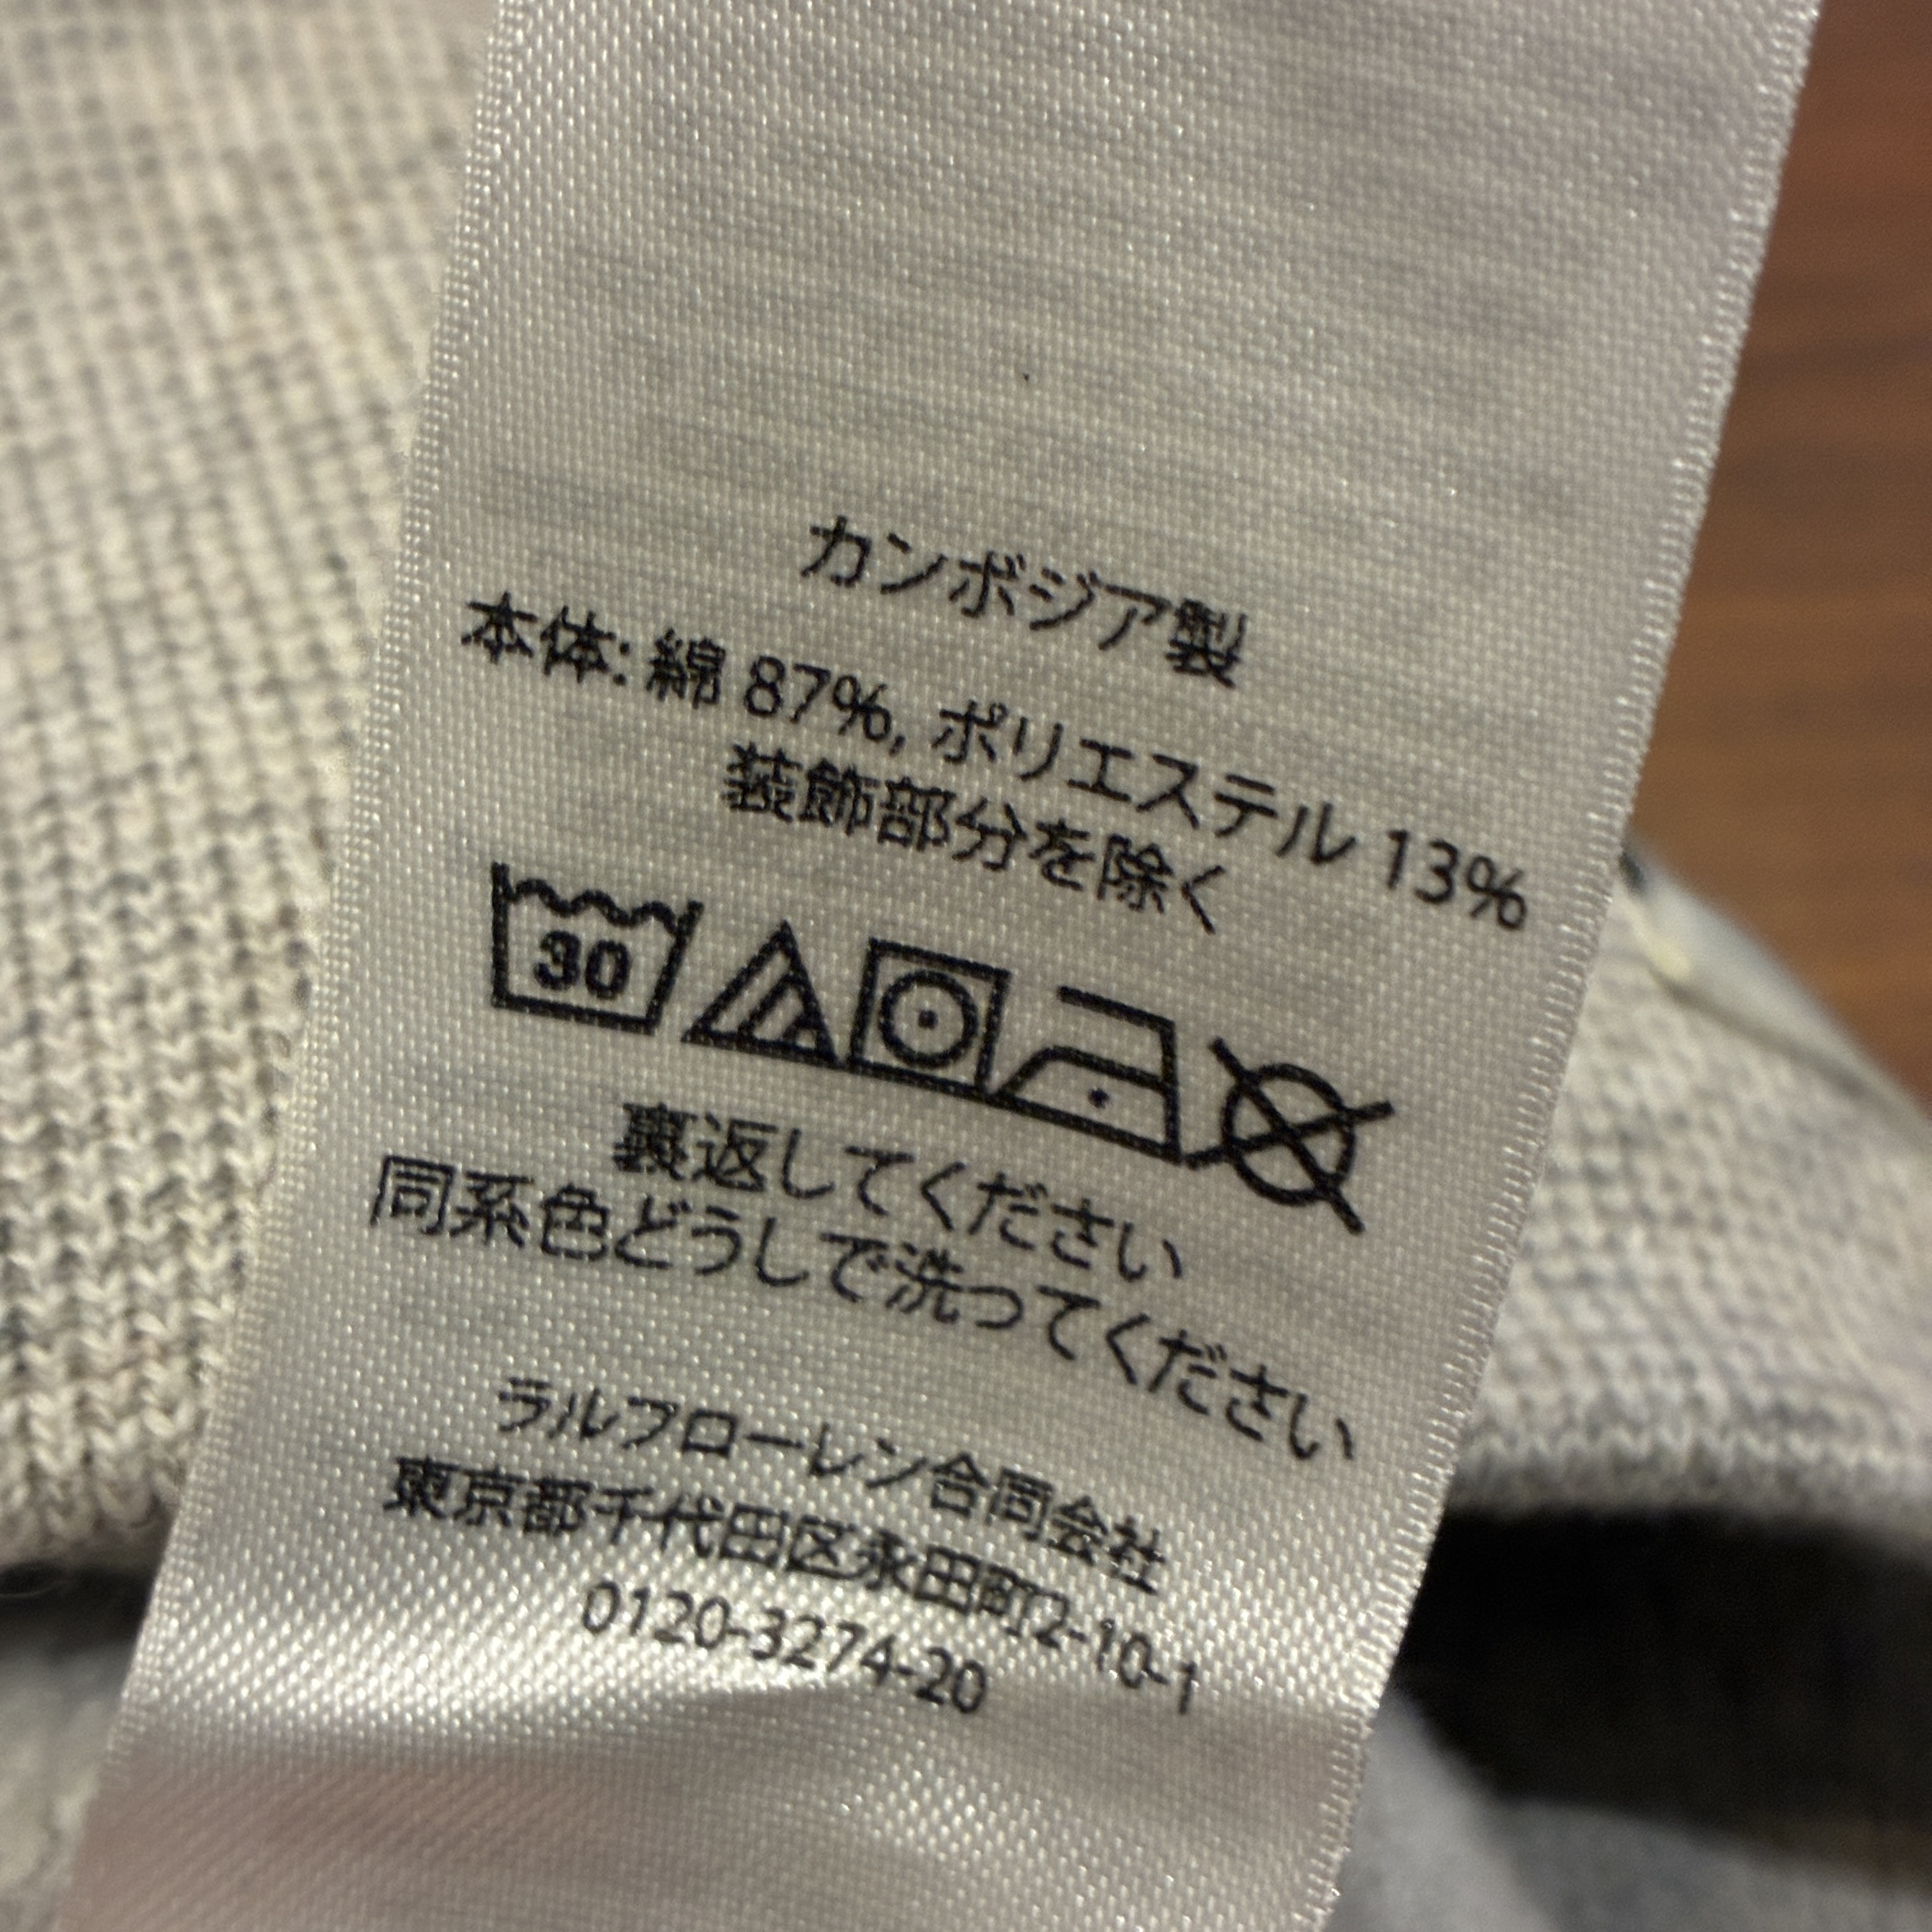 カンボジア製
本体: 綿 87%, ポリエステル 13%
装飾部分を除く
30
裏返してください
同系色どうしで洗ってください
ラルフローレン合同会社
東京都千代田区永田町2-10-1
0120-3274-20